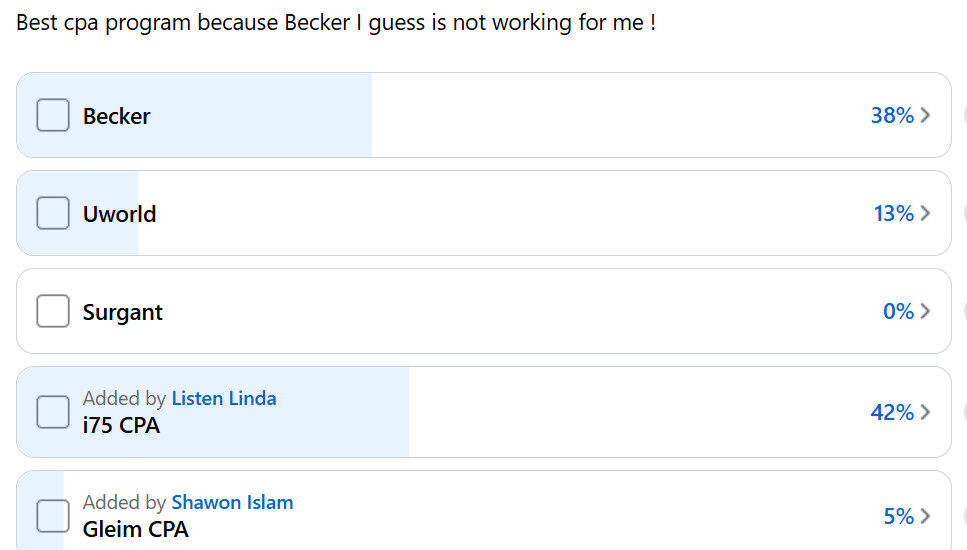 Best cpa program because Becker I guess is not working for me !
Becker
38%
Uworld
13%
Surgant
0%
Added by Listen Linda
i75 CPA
42%
Added by Shawon Islam
Gleim CPA
5%